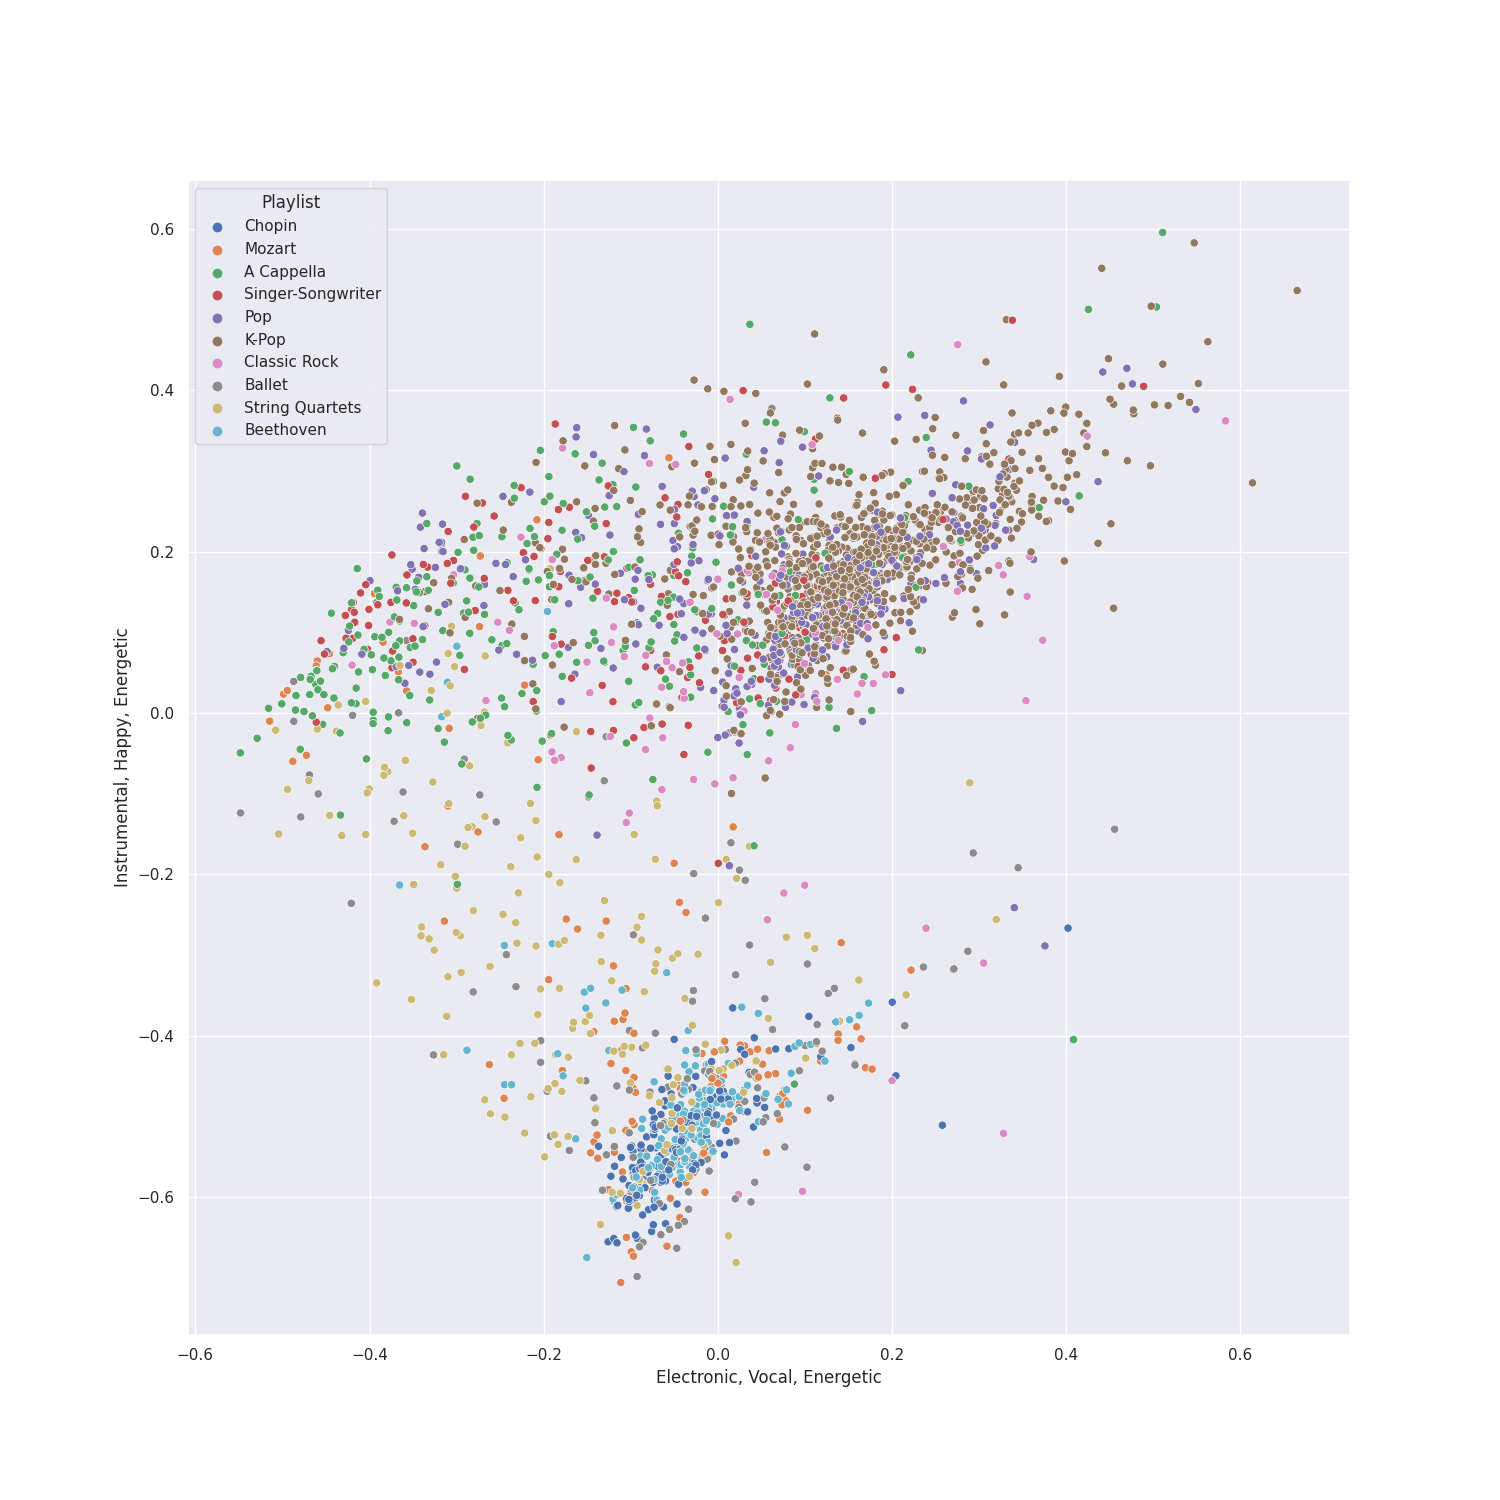 Playlist
Chopin
Mozart
A Cappella
Singer-Songwriter
Pop
K-Pop
Classic Rock
Ballet
String Quartets
Beethoven
0.6
0.4
0.2
0.0
−0.2
−0.4
−0.6
Instrumental, Happy, Energetic
−0.6 −0.4 −0.2 0.0 0.2 0.4 0.6
Electronic, Vocal, Energetic